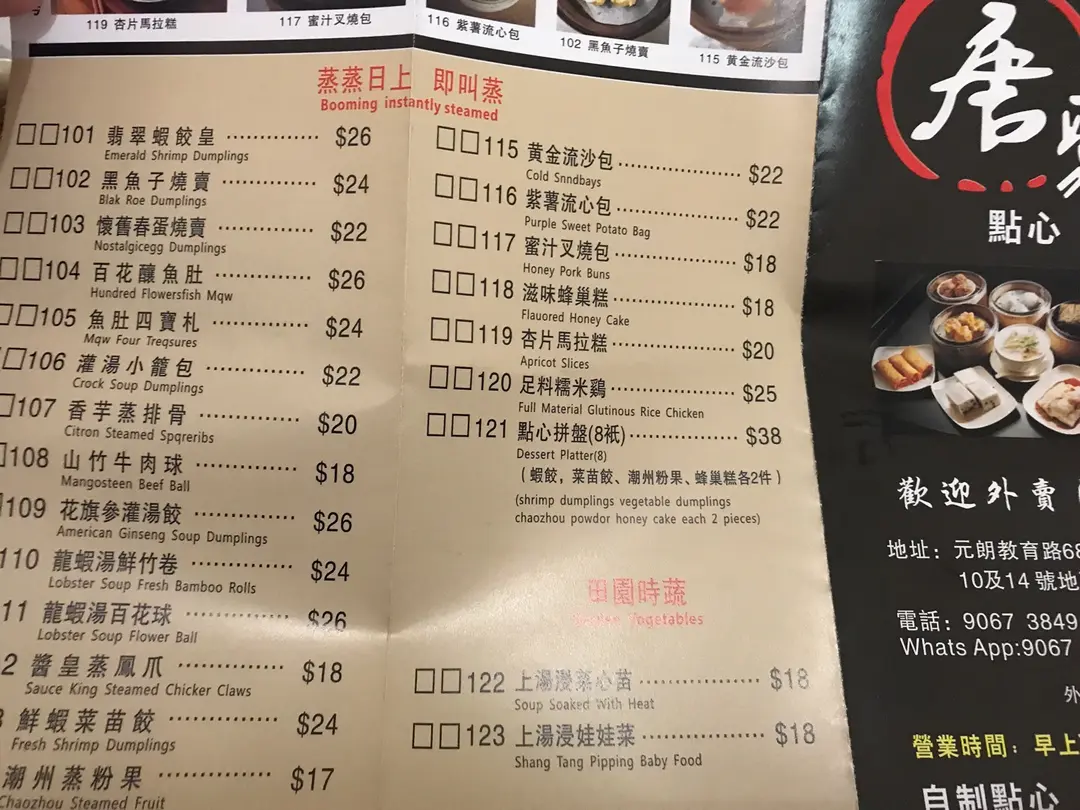 119 杏片馬拉糕
117 蜜汁叉燒包
116 紫薯流心包
102 黑魚子燒賣
115 黃金流沙包
蒸蒸日上 即叫蒸
Booming instantly steamed
101 翡翠蝦餃皇 $26
Emerald Shrimp Dumplings
102 黑魚子燒賣 $24
Blak Roe Dumplings
103 懷舊春蛋燒賣 $22
Nostalgicegg Dumplings
104 百花釀魚肚 $26
Hundred Flowersfish Mqw
105 魚肚四寶札 $24
Mqw Four Treqsures
106 灌湯小籠包 $22
Crock Soup Dumplings
107 香芋蒸排骨 $20
Citron Steamed Spqreribs
108 山竹牛肉球 $18
Mangosteen Beef Ball
109 花旗參灌湯餃 $26
American Ginseng Soup Dumplings
110 龍蝦湯鮮竹卷 $24
Lobster Soup Fresh Bamboo Rolls
11 龍蝦湯百花球 $26
Lobster Soup Flower Ball
2 醬皇蒸鳳爪 $18
Sauce King Steamed Chicker Claws
鮮蝦菜苗餃 $24
Fresh Shrimp Dumplings
潮州蒸粉果 $17
Chaozhou Steamed Fruit
115 黃金流沙包 $22
Cold Snndbays
116 紫薯流心包 $22
Purple Sweet Potato Bag
117 蜜汁叉燒包 $18
Honey Pork Buns
118 滋味蜂巢糕 $18
Flauored Honey Cake
119 杏片馬拉糕 $20
Apricot Slices
120 足料糯米鷄 $25
Full Material Glutinous Rice Chicken
121 點心拼盤(8祇) $38
Dessert Platter(8)
(蝦餃，菜苗餃、潮州粉果、蜂巢糕各2件)
(shrimp dumplings vegetable dumplings
chaozhou powdor honey cake each 2 pieces)
田園時蔬
Vogetables
122 上湯浸菜心苗 $18
Soup Soaked With Heat
123 上湯浸娃娃菜 $18
Shang Tang Pipping Baby Food
唐
點心
歡迎外賣
地址：元朗教育路68
10及14號地
電話：9067 3849
Whats App:9067
外
營業時間：早上
自制點心